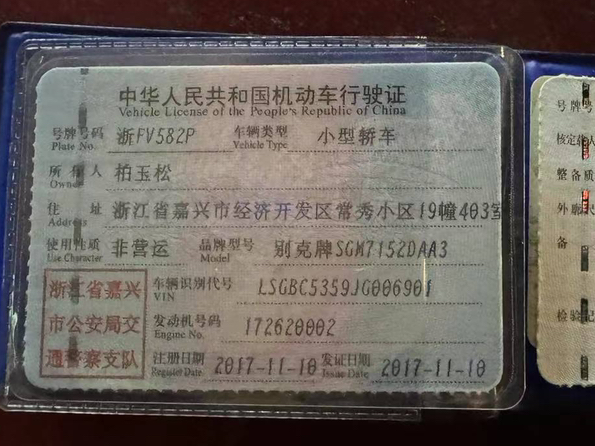 中华人民共和国机动车行驶证
Vehicle License of the People's Republic of China
号牌号码 浙FV582P 车辆类型 小型轿车
Plate No. Vehicle Type
所有人 柏玉松
Owner
住址 浙江省嘉兴市经济开发区常秀小区19幢403室
Address
使用性质 非营运 品牌型号 别克牌SGM7152DAA3
Use Character Model
浙江省嘉兴
市公安局交
通警察支队
车辆识别代号 LSGBC5359JG006901
VIN
发动机号码 172620002
Engine No.
注册日期 2017-11-10 发证日期 2017-11-10
Register Date Issue Date
号牌号
核定载人
整备质
外廓尺
备
检验记